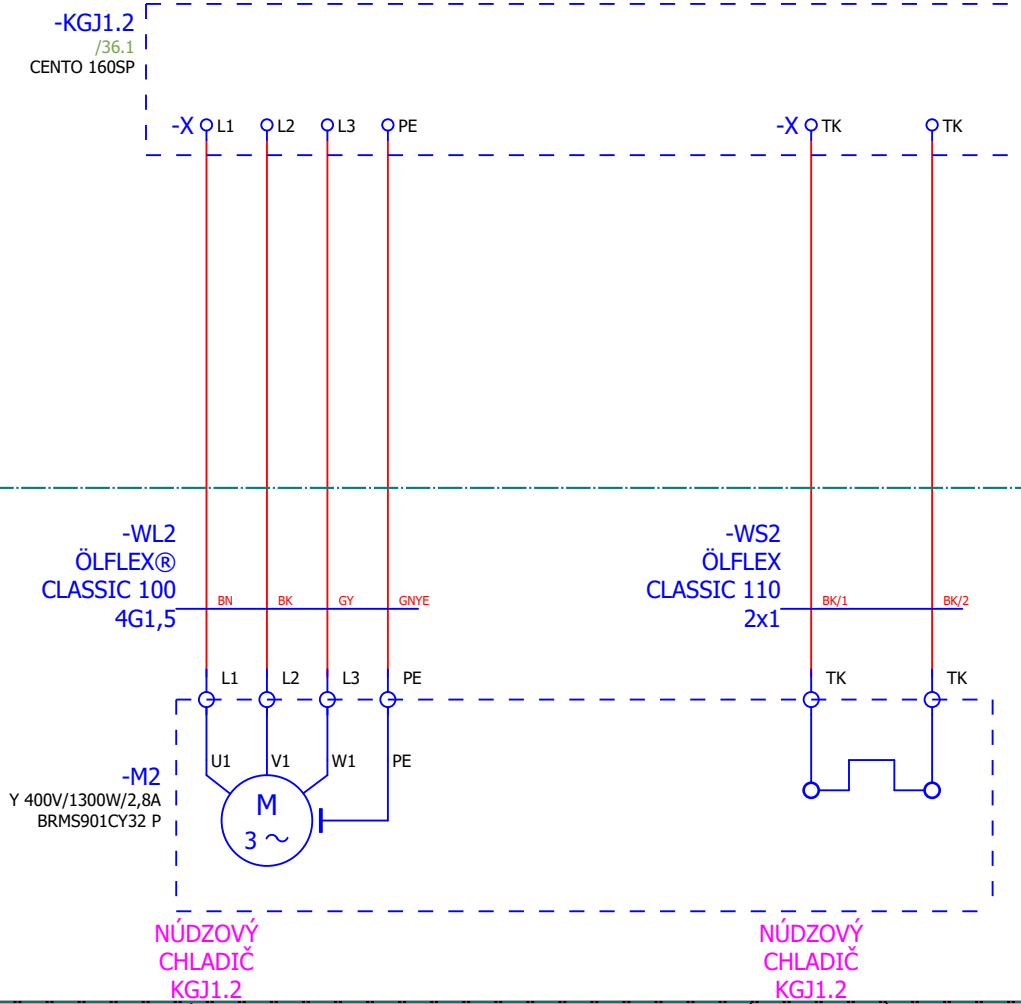 -KGJ1.2
/36.1
CENTO 160SP
-X L1 L2 L3 PE -X TK TK
-WL2
ÖLFLEX®
CLASSIC 100
4G1,5
BN BK GY GNYE
-WS2
ÖLFLEX
CLASSIC 110
2x1
BK/1 BK/2
L1 L2 L3 PE TK TK
U1 V1 W1 PE
-M2
Y 400V/1300W/2,8A
BRMS901CY32 P
M
3 ~
NÚDZOVÝ
CHLADIČ
KGJ1.2
NÚDZOVÝ
CHLADIČ
KGJ1.2